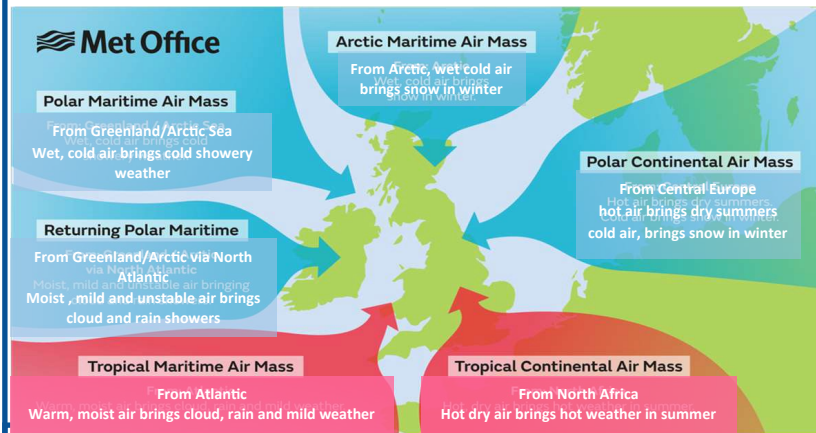 Met Office
Arctic Maritime Air Mass
From Arctic, wet cold air
brings snow in winter
Polar Maritime Air Mass
From Greenland/Arctic Sea
Wet, cold air brings cold showery
weather
Polar Continental Air Mass
From Central Europe
hot air brings dry summers
cold air, brings snow in winter
Returning Polar Maritime
From Greenland/Arctic via North
Atlantic
Moist , mild and unstable air brings
cloud and rain showers
Tropical Maritime Air Mass
From Atlantic
Warm, moist air brings cloud, rain and mild weather
Tropical Continental Air Mass
From North Africa
Hot dry air brings hot weather in summer